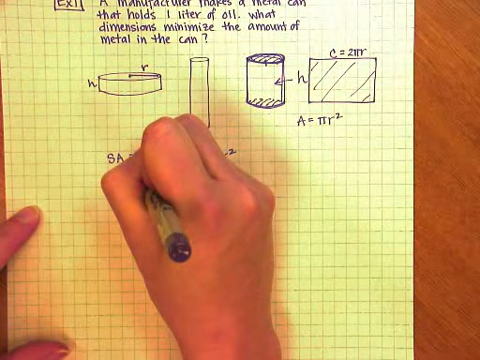 Ex1 A manufacturer makes a metal can
that holds 1 liter of oil. what
dimensions minimize the amount of
metal in the can?
r
h
h
C = 2πr
A = πr²
SA =